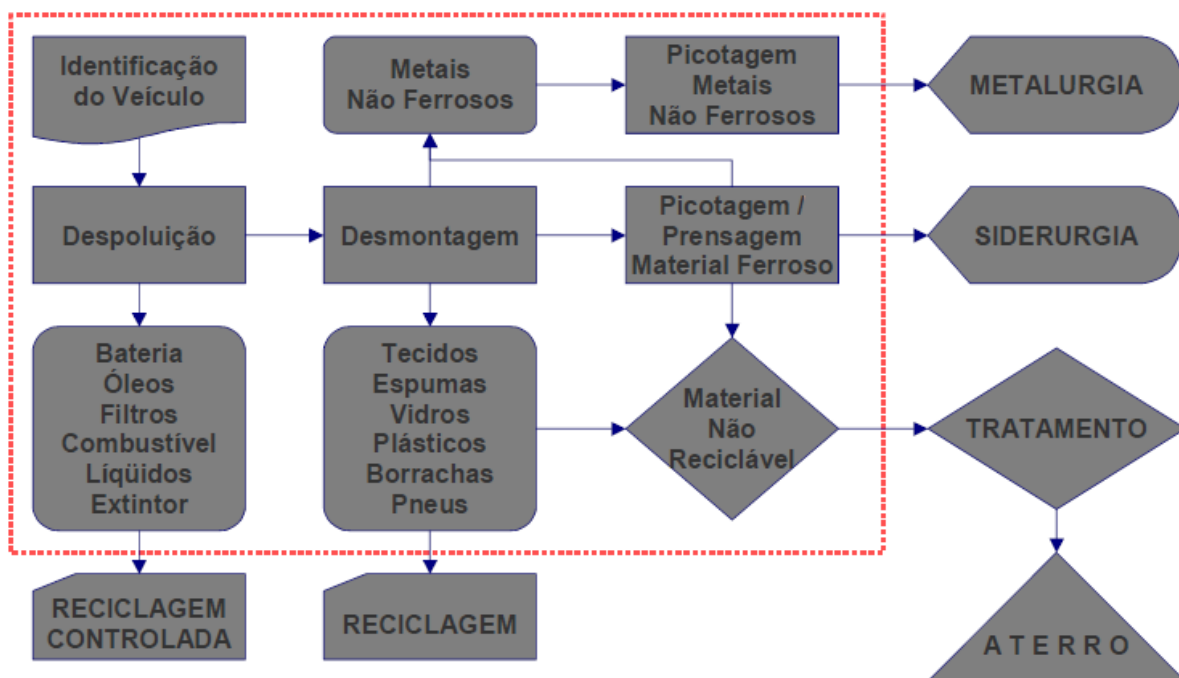 Identificação
do Veículo
Metais
Não Ferrosos
Picotagem
Metais
Não Ferrosos
METALURGIA
Despoluição
Desmontagem
Picotagem /
Prensagem
Material Ferroso
SIDERURGIA
Bateria
Óleos
Filtros
Combustível
Líqüidos
Extintor
Tecidos
Espumas
Vidros
Plásticos
Borrachas
Pneus
Material
Não
Reciclável
TRATAMENTO
RECICLAGEM
CONTROLADA
RECICLAGEM
A T E R R O